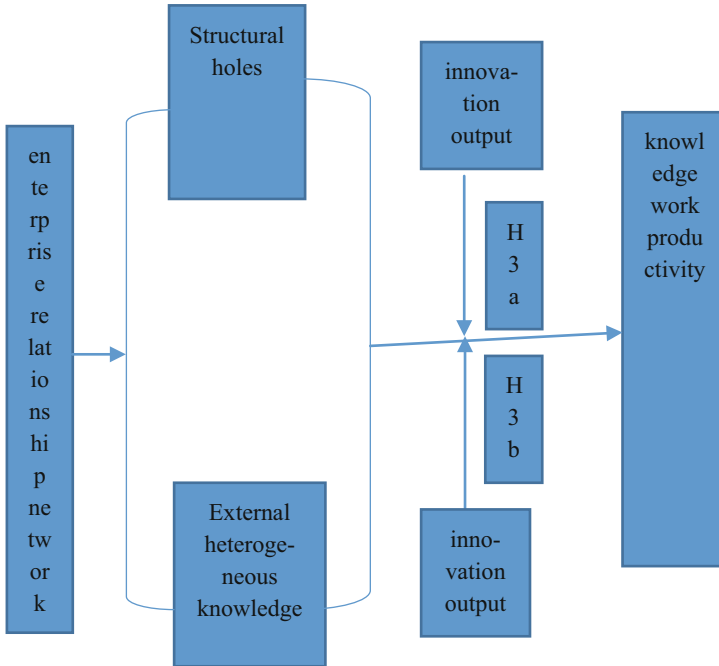 en
te
rp
ris
e
re
lat
io
ns
hi
p
ne
tw
or
k
Structural
holes
External
heteroge-
neous
knowledge
innova-
tion
output
H
3
a
H
3
b
inno-
vation
output
knowl
edge
work
produ
ctivity